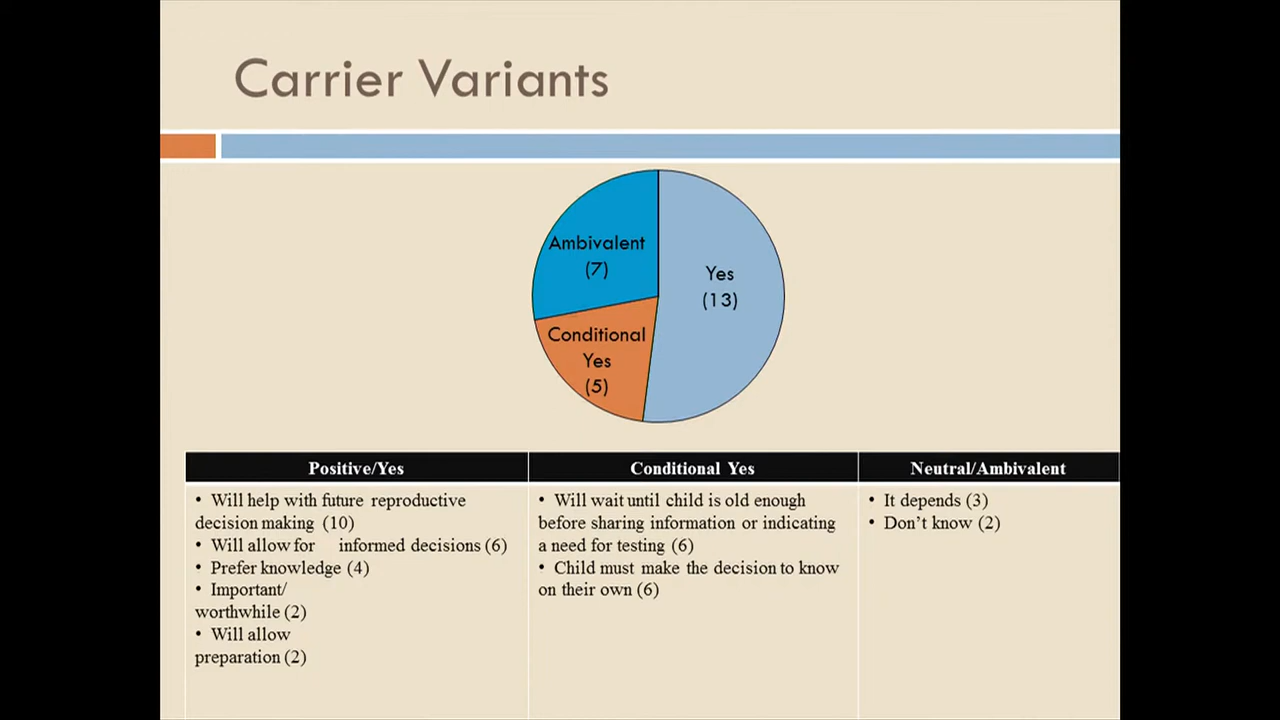 Carrier Variants
Ambivalent
(7)
Yes
(13)
Conditional
Yes
(5)
Positive/Yes
Conditional Yes
Neutral/Ambivalent
• Will help with future reproductive
decision making (10)
• Will allow for informed decisions (6)
• Prefer knowledge (4)
• Important/
worthwhile (2)
• Will allow
preparation (2)
• Will wait until child is old enough
before sharing information or indicating
a need for testing (6)
• Child must make the decision to know
on their own (6)
• It depends (3)
• Don't know (2)